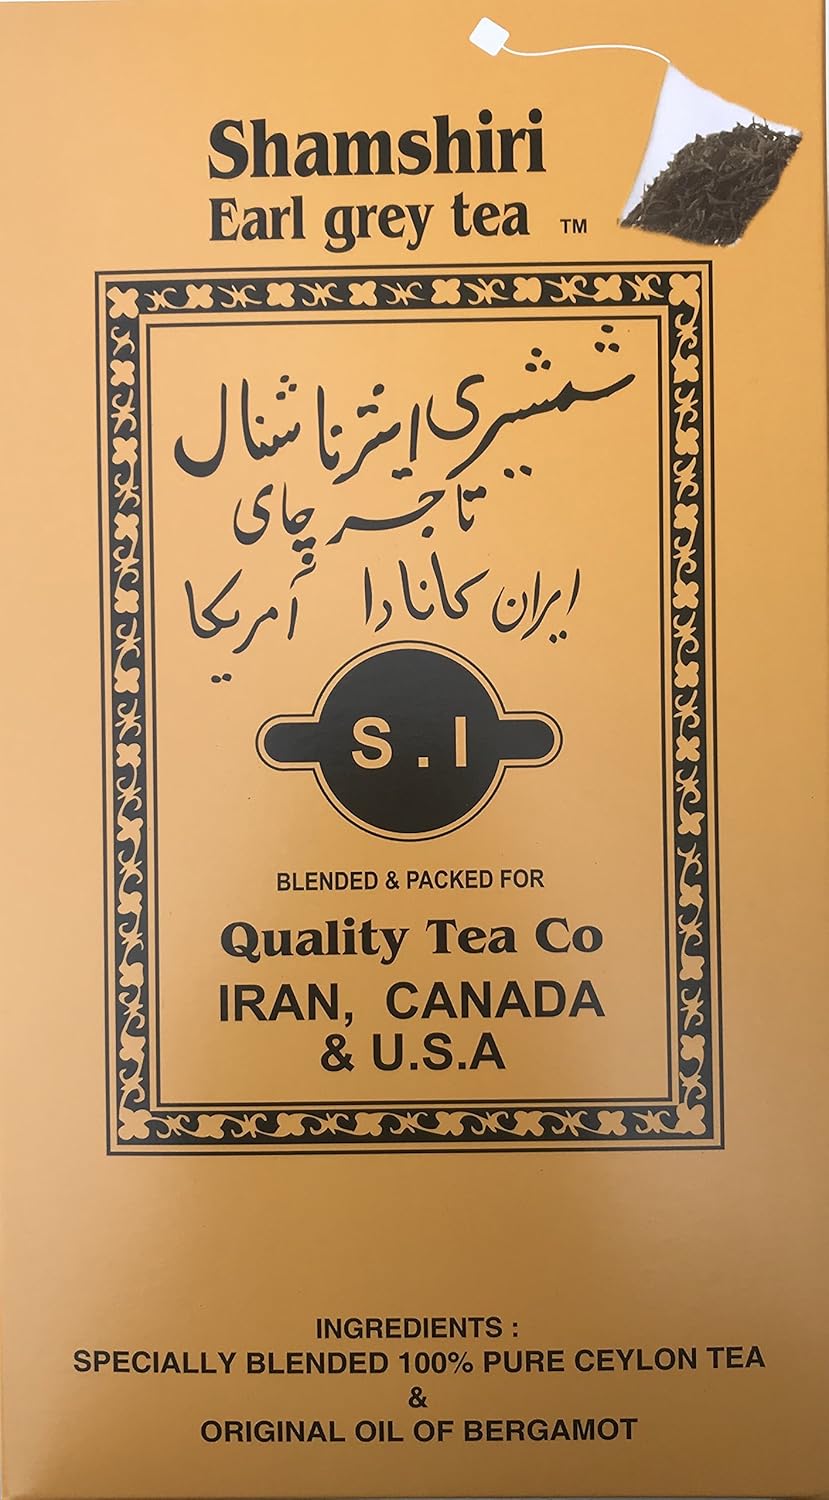 Shamshiri
Earl grey tea ™
شمشیری اینترناشنال
تاجر چای
ایران کانادا أمریکا
S . I
BLENDED & PACKED FOR
Quality Tea Co
IRAN, CANADA
& U.S.A
INGREDIENTS :
SPECIALLY BLENDED 100% PURE CEYLON TEA
&
ORIGINAL OIL OF BERGAMOT